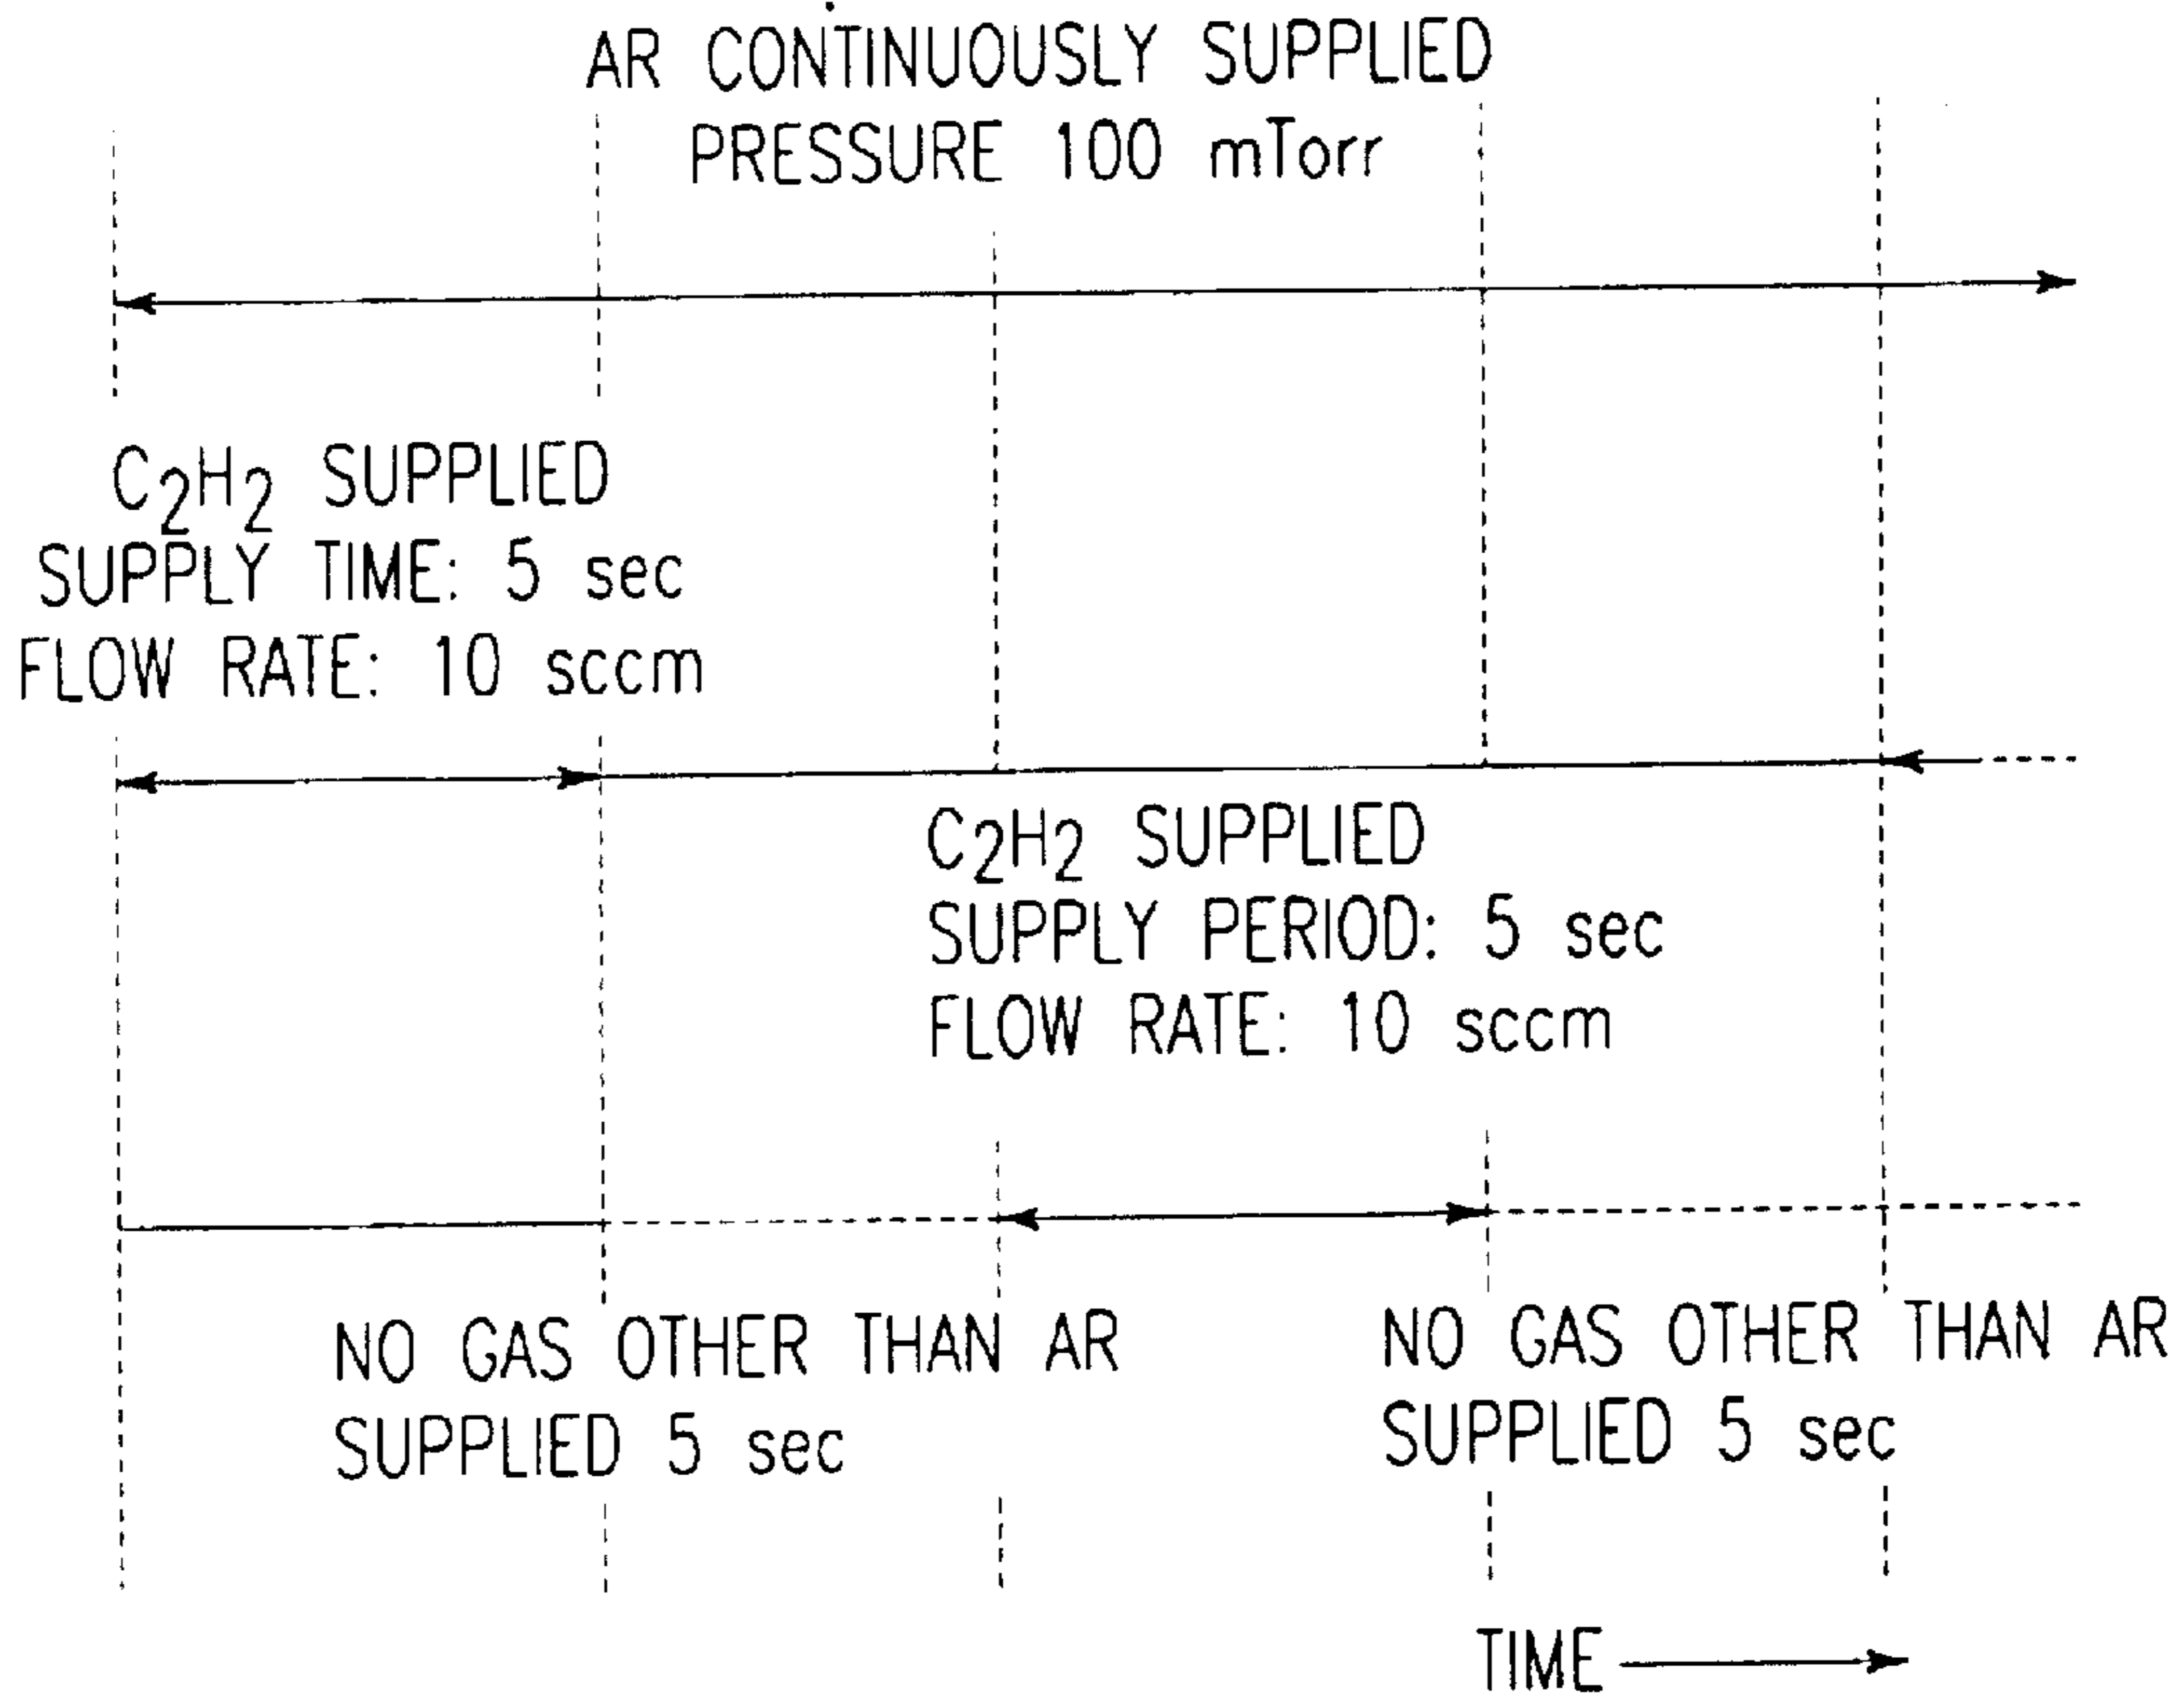 AR CONTINUOUSLY SUPPLIED
PRESSURE 100 mTorr
C2H2 SUPPLIED
SUPPLY TIME: 5 sec
FLOW RATE: 10 sccm
C2H2 SUPPLIED
SUPPLY PERIOD: 5 sec
FLOW RATE: 10 sccm
NO GAS OTHER THAN AR
SUPPLIED 5 sec
NO GAS OTHER THAN AR
SUPPLIED 5 sec
TIME